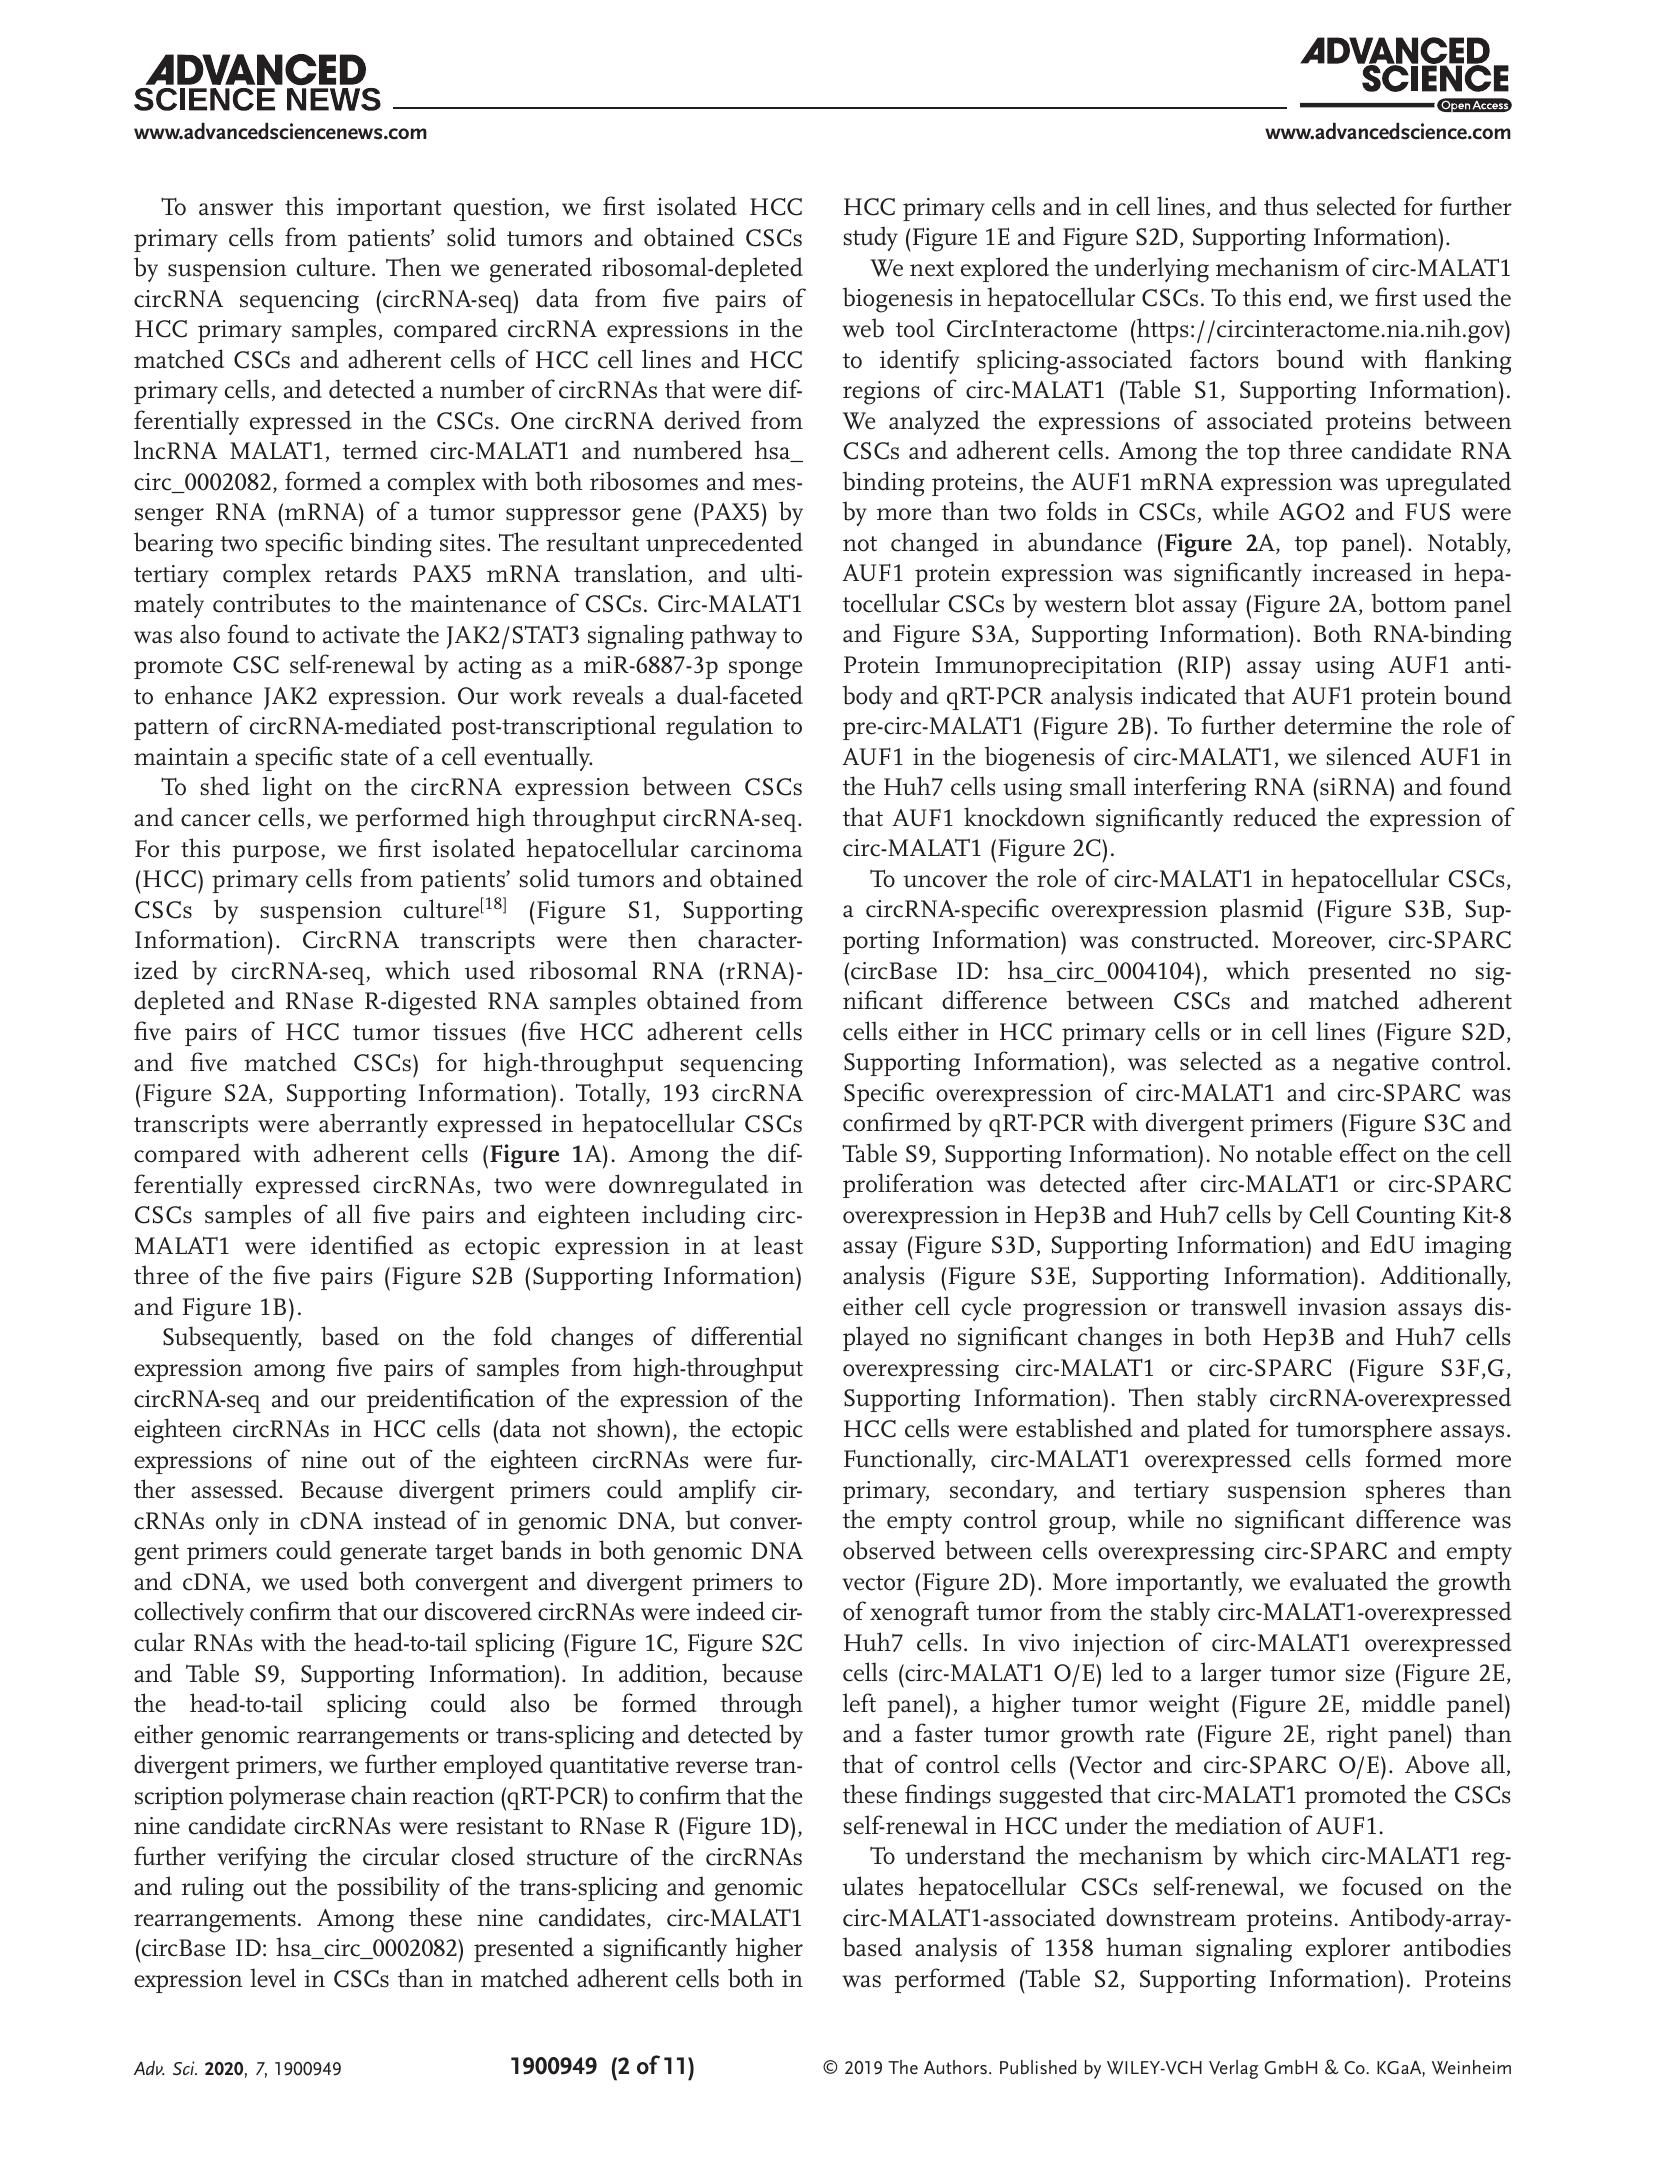 ADVANCED
SCIENCE NEWS
www.advancedsciencenews.com
ADVANCED
SCIENCE
Open Access
www.advancedscience.com
To answer this important question, we first isolated HCC
primary cells from patients’ solid tumors and obtained CSCs
by suspension culture. Then we generated ribosomal-depleted
circRNA sequencing (circRNA-seq) data from five pairs of
HCC primary samples, compared circRNA expressions in the
matched CSCs and adherent cells of HCC cell lines and HCC
primary cells, and detected a number of circRNAs that were dif-
ferentially expressed in the CSCs. One circRNA derived from
lncRNA MALAT1, termed circ-MALAT1 and numbered hsa_
circ_0002082, formed a complex with both ribosomes and mes-
senger RNA (mRNA) of a tumor suppressor gene (PAX5) by
bearing two specific binding sites. The resultant unprecedented
tertiary complex retards PAX5 mRNA translation, and ulti-
mately contributes to the maintenance of CSCs. Circ-MALAT1
was also found to activate the JAK2/STAT3 signaling pathway to
promote CSC self-renewal by acting as a miR-6887-3p sponge
to enhance JAK2 expression. Our work reveals a dual-faceted
pattern of circRNA-mediated post-transcriptional regulation to
maintain a specific state of a cell eventually.
To shed light on the circRNA expression between CSCs
and cancer cells, we performed high throughput circRNA-seq.
For this purpose, we first isolated hepatocellular carcinoma
(HCC) primary cells from patients’ solid tumors and obtained
CSCs by suspension culture[18] (Figure S1, Supporting
Information). CircRNA transcripts were then character-
ized by circRNA-seq, which used ribosomal RNA (rRNA)-
depleted and RNase R-digested RNA samples obtained from
five pairs of HCC tumor tissues (five HCC adherent cells
and five matched CSCs) for high-throughput sequencing
(Figure S2A, Supporting Information). Totally, 193 circRNA
transcripts were aberrantly expressed in hepatocellular CSCs
compared with adherent cells (Figure 1A). Among the dif-
ferentially expressed circRNAs, two were downregulated in
CSCs samples of all five pairs and eighteen including circ-
MALAT1 were identified as ectopic expression in at least
three of the five pairs (Figure S2B (Supporting Information)
and Figure 1B).
Subsequently, based on the fold changes of differential
expression among five pairs of samples from high-throughput
circRNA-seq and our preidentification of the expression of the
eighteen circRNAs in HCC cells (data not shown), the ectopic
expressions of nine out of the eighteen circRNAs were fur-
ther assessed. Because divergent primers could amplify cir-
cRNAs only in cDNA instead of in genomic DNA, but conver-
gent primers could generate target bands in both genomic DNA
and cDNA, we used both convergent and divergent primers to
collectively confirm that our discovered circRNAs were indeed cir-
cular RNAs with the head-to-tail splicing (Figure 1C, Figure S2C
and Table S9, Supporting Information). In addition, because
the head-to-tail splicing could also be formed through
either genomic rearrangements or trans-splicing and detected by
divergent primers, we further employed quantitative reverse tran-
scription polymerase chain reaction (qRT-PCR) to confirm that the
nine candidate circRNAs were resistant to RNase R (Figure 1D),
further verifying the circular closed structure of the circRNAs
and ruling out the possibility of the trans-splicing and genomic
rearrangements. Among these nine candidates, circ-MALAT1
(circBase ID: hsa_circ_0002082) presented a significantly higher
expression level in CSCs than in matched adherent cells both in
HCC primary cells and in cell lines, and thus selected for further
study (Figure 1E and Figure S2D, Supporting Information).
We next explored the underlying mechanism of circ-MALAT1
biogenesis in hepatocellular CSCs. To this end, we first used the
web tool CircInteractome (https://circinteractome.nia.nih.gov)
to identify splicing-associated factors bound with flanking
regions of circ-MALAT1 (Table S1, Supporting Information).
We analyzed the expressions of associated proteins between
CSCs and adherent cells. Among the top three candidate RNA
binding proteins, the AUF1 mRNA expression was upregulated
by more than two folds in CSCs, while AGO2 and FUS were
not changed in abundance (Figure 2A, top panel). Notably,
AUF1 protein expression was significantly increased in hepa-
tocellular CSCs by western blot assay (Figure 2A, bottom panel
and Figure S3A, Supporting Information). Both RNA-binding
Protein Immunoprecipitation (RIP) assay using AUF1 anti-
body and qRT-PCR analysis indicated that AUF1 protein bound
pre-circ-MALAT1 (Figure 2B). To further determine the role of
AUF1 in the biogenesis of circ-MALAT1, we silenced AUF1 in
the Huh7 cells using small interfering RNA (siRNA) and found
that AUF1 knockdown significantly reduced the expression of
circ-MALAT1 (Figure 2C).
To uncover the role of circ-MALAT1 in hepatocellular CSCs,
a circRNA-specific overexpression plasmid (Figure S3B, Sup-
porting Information) was constructed. Moreover, circ-SPARC
(circBase ID: hsa_circ_0004104), which presented no sig-
nificant difference between CSCs and matched adherent
cells either in HCC primary cells or in cell lines (Figure S2D,
Supporting Information), was selected as a negative control.
Specific overexpression of circ-MALAT1 and circ-SPARC was
confirmed by qRT-PCR with divergent primers (Figure S3C and
Table S9, Supporting Information). No notable effect on the cell
proliferation was detected after circ-MALAT1 or circ-SPARC
overexpression in Hep3B and Huh7 cells by Cell Counting Kit-8
assay (Figure S3D, Supporting Information) and EdU imaging
analysis (Figure S3E, Supporting Information). Additionally,
either cell cycle progression or transwell invasion assays dis-
played no significant changes in both Hep3B and Huh7 cells
overexpressing circ-MALAT1 or circ-SPARC (Figure S3F,G,
Supporting Information). Then stably circRNA-overexpressed
HCC cells were established and plated for tumorsphere assays.
Functionally, circ-MALAT1 overexpressed cells formed more
primary, secondary, and tertiary suspension spheres than
the empty control group, while no significant difference was
observed between cells overexpressing circ-SPARC and empty
vector (Figure 2D). More importantly, we evaluated the growth
of xenograft tumor from the stably circ-MALAT1-overexpressed
Huh7 cells. In vivo injection of circ-MALAT1 overexpressed
cells (circ-MALAT1 O/E) led to a larger tumor size (Figure 2E,
left panel), a higher tumor weight (Figure 2E, middle panel)
and a faster tumor growth rate (Figure 2E, right panel) than
that of control cells (Vector and circ-SPARC O/E). Above all,
these findings suggested that circ-MALAT1 promoted the CSCs
self-renewal in HCC under the mediation of AUF1.
To understand the mechanism by which circ-MALAT1 reg-
ulates hepatocellular CSCs self-renewal, we focused on the
circ-MALAT1-associated downstream proteins. Antibody-array-
based analysis of 1358 human signaling explorer antibodies
was performed (Table S2, Supporting Information). Proteins
Adv. Sci. 2020, 7, 1900949
1900949 (2 of 11)
© 2019 The Authors. Published by WILEY-VCH Verlag GmbH & Co. KGaA, Weinheim